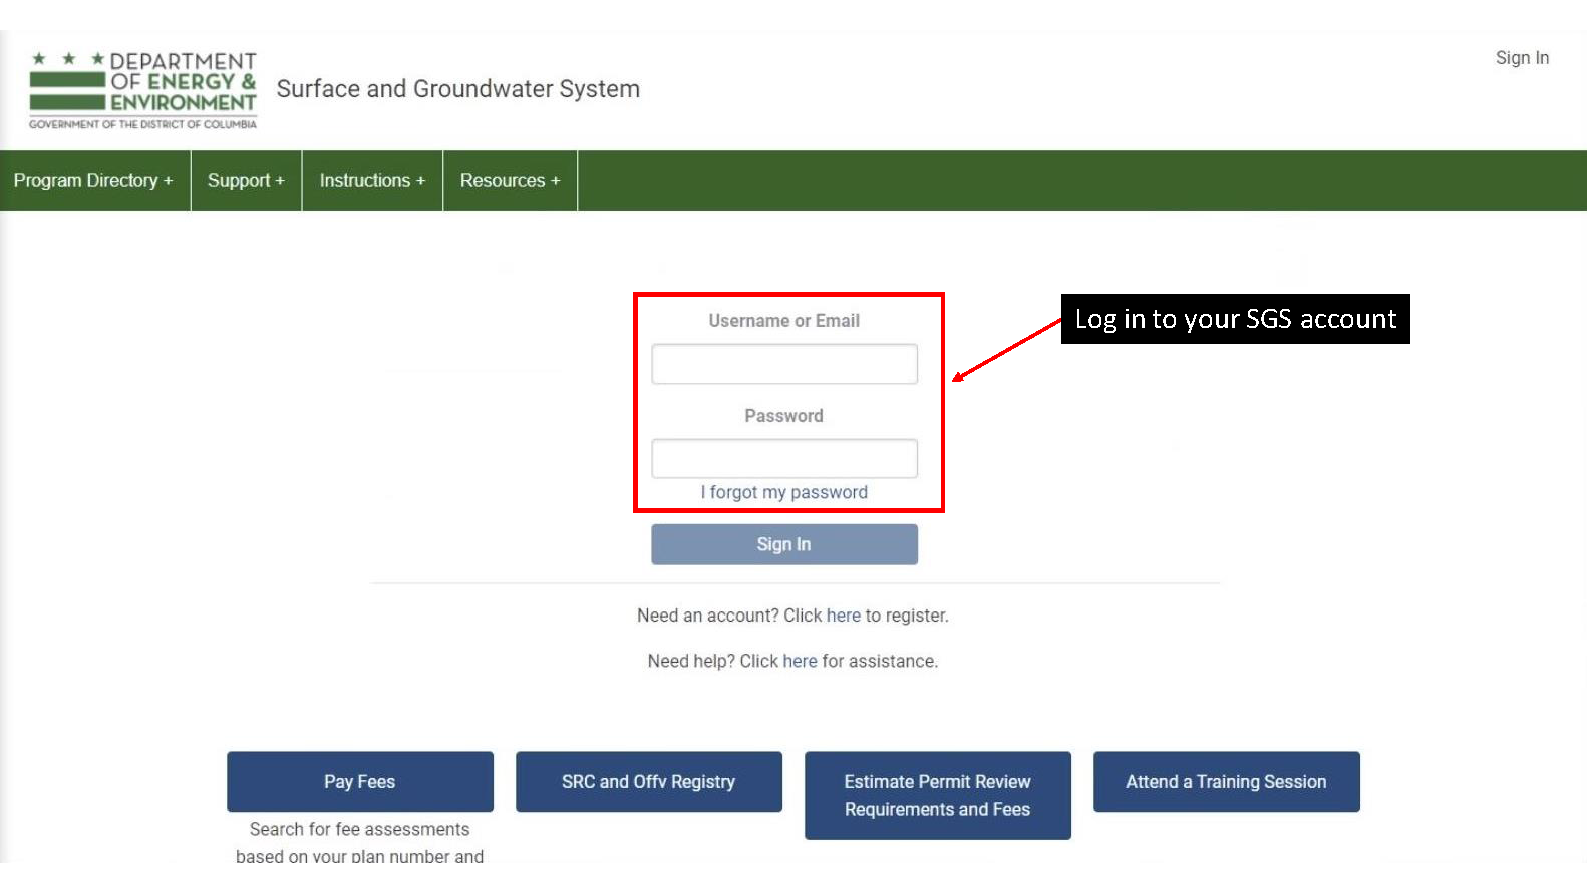 DEPARTMENT
OF ENERGY &
ENVIRONMENT
GOVERNMENT OF THE DISTRICT OF COLUMBIA
Surface and Groundwater System
Sign In
Program Directory +
Support +
Instructions +
Resources +
Username or Email
Log in to your SGS account
Password
I forgot my password
Sign In
Need an account? Click here to register.
Need help? Click here for assistance.
Pay Fees
Search for fee assessments
based on your plan number and
SRC and Offv Registry
Estimate Permit Review
Requirements and Fees
Attend a Training Session